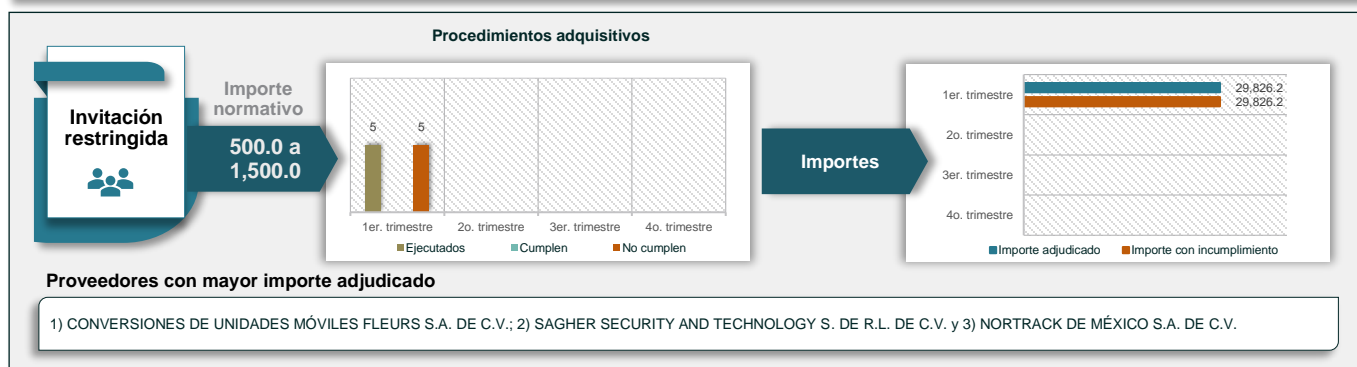 Procedimientos adquisitivos
Invitación
restringida
Importe
normativo
500.0 a
1,500.0
5
5
1er. trimestre
2o. trimestre
3er. trimestre
4o. trimestre
Ejecutados
Cumplen
No cumplen
Importes
1er. trimestre
29,826.2
29,826.2
2o. trimestre
3er. trimestre
4o. trimestre
Importe adjudicado
Importe con incumplimiento
Proveedores con mayor importe adjudicado
1) CONVERSIONES DE UNIDADES MÓVILES FLEURS S.A. DE C.V.; 2) SAGHER SECURITY AND TECHNOLOGY S. DE R.L. DE C.V. y 3) NORTRACK DE MÉXICO S.A. DE C.V.